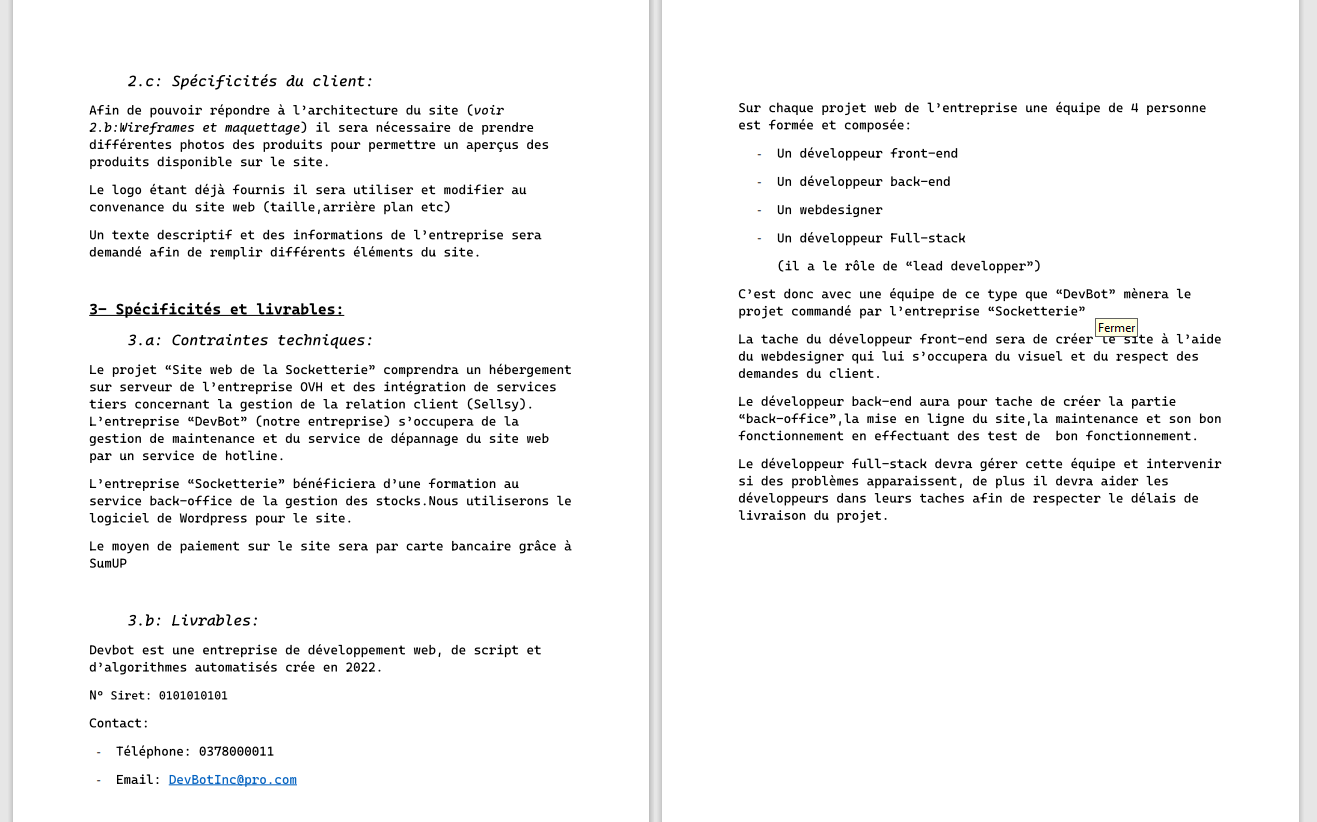 2.c: Spécificités du client:
Afin de pouvoir répondre à l’architecture du site (voir
2.b:Wireframes et maquettage) il sera nécessaire de prendre
différentes photos des produits pour permettre un aperçus des
produits disponible sur le site.
Le logo étant déjà fournis il sera utiliser et modifier au
convenance du site web (taille,arrière plan etc)
Un texte descriptif et des informations de l’entreprise sera
demandé afin de remplir différents éléments du site.
3- Spécificités et livrables:
3.a: Contraintes techniques:
Le projet “Site web de la Socketterie” comprendra un hébergement
sur serveur de l’entreprise OVH et des intégration de services
tiers concernant la gestion de la relation client (Sellsy).
L’entreprise “DevBot” (notre entreprise) s’occupera de la
gestion de maintenance et du service de dépannage du site web
par un service de hotline.
L’entreprise “Socketterie” bénéficiera d’une formation au
service back-office de la gestion des stocks.Nous utiliserons le
logiciel de Wordpress pour le site.
Le moyen de paiement sur le site sera par carte bancaire grâce à
SumUP
3.b: Livrables:
Devbot est une entreprise de développement web, de script et
d’algorithmes automatisés crée en 2022.
N° Siret: 0101010101
Contact:
- Téléphone: 0378000011
- Email: DevBotInc@pro.com
Sur chaque projet web de l’entreprise une équipe de 4 personne
est formée et composée:
- Un développeur front-end
- Un développeur back-end
- Un webdesigner
- Un développeur Full-stack
(il a le rôle de “lead developper”)
C’est donc avec une équipe de ce type que “DevBot” mènera le
projet commandé par l’entreprise “Socketterie”
Fermer
La tache du développeur front-end sera de créer le site à l’aide
du webdesigner qui lui s’occupera du visuel et du respect des
demandes du client.
Le développeur back-end aura pour tache de créer la partie
“back-office”,la mise en ligne du site,la maintenance et son bon
fonctionnement en effectuant des test de  bon fonctionnement.
Le développeur full-stack devra gérer cette équipe et intervenir
si des problèmes apparaissent, de plus il devra aider les
développeurs dans leurs taches afin de respecter le délais de
livraison du projet.